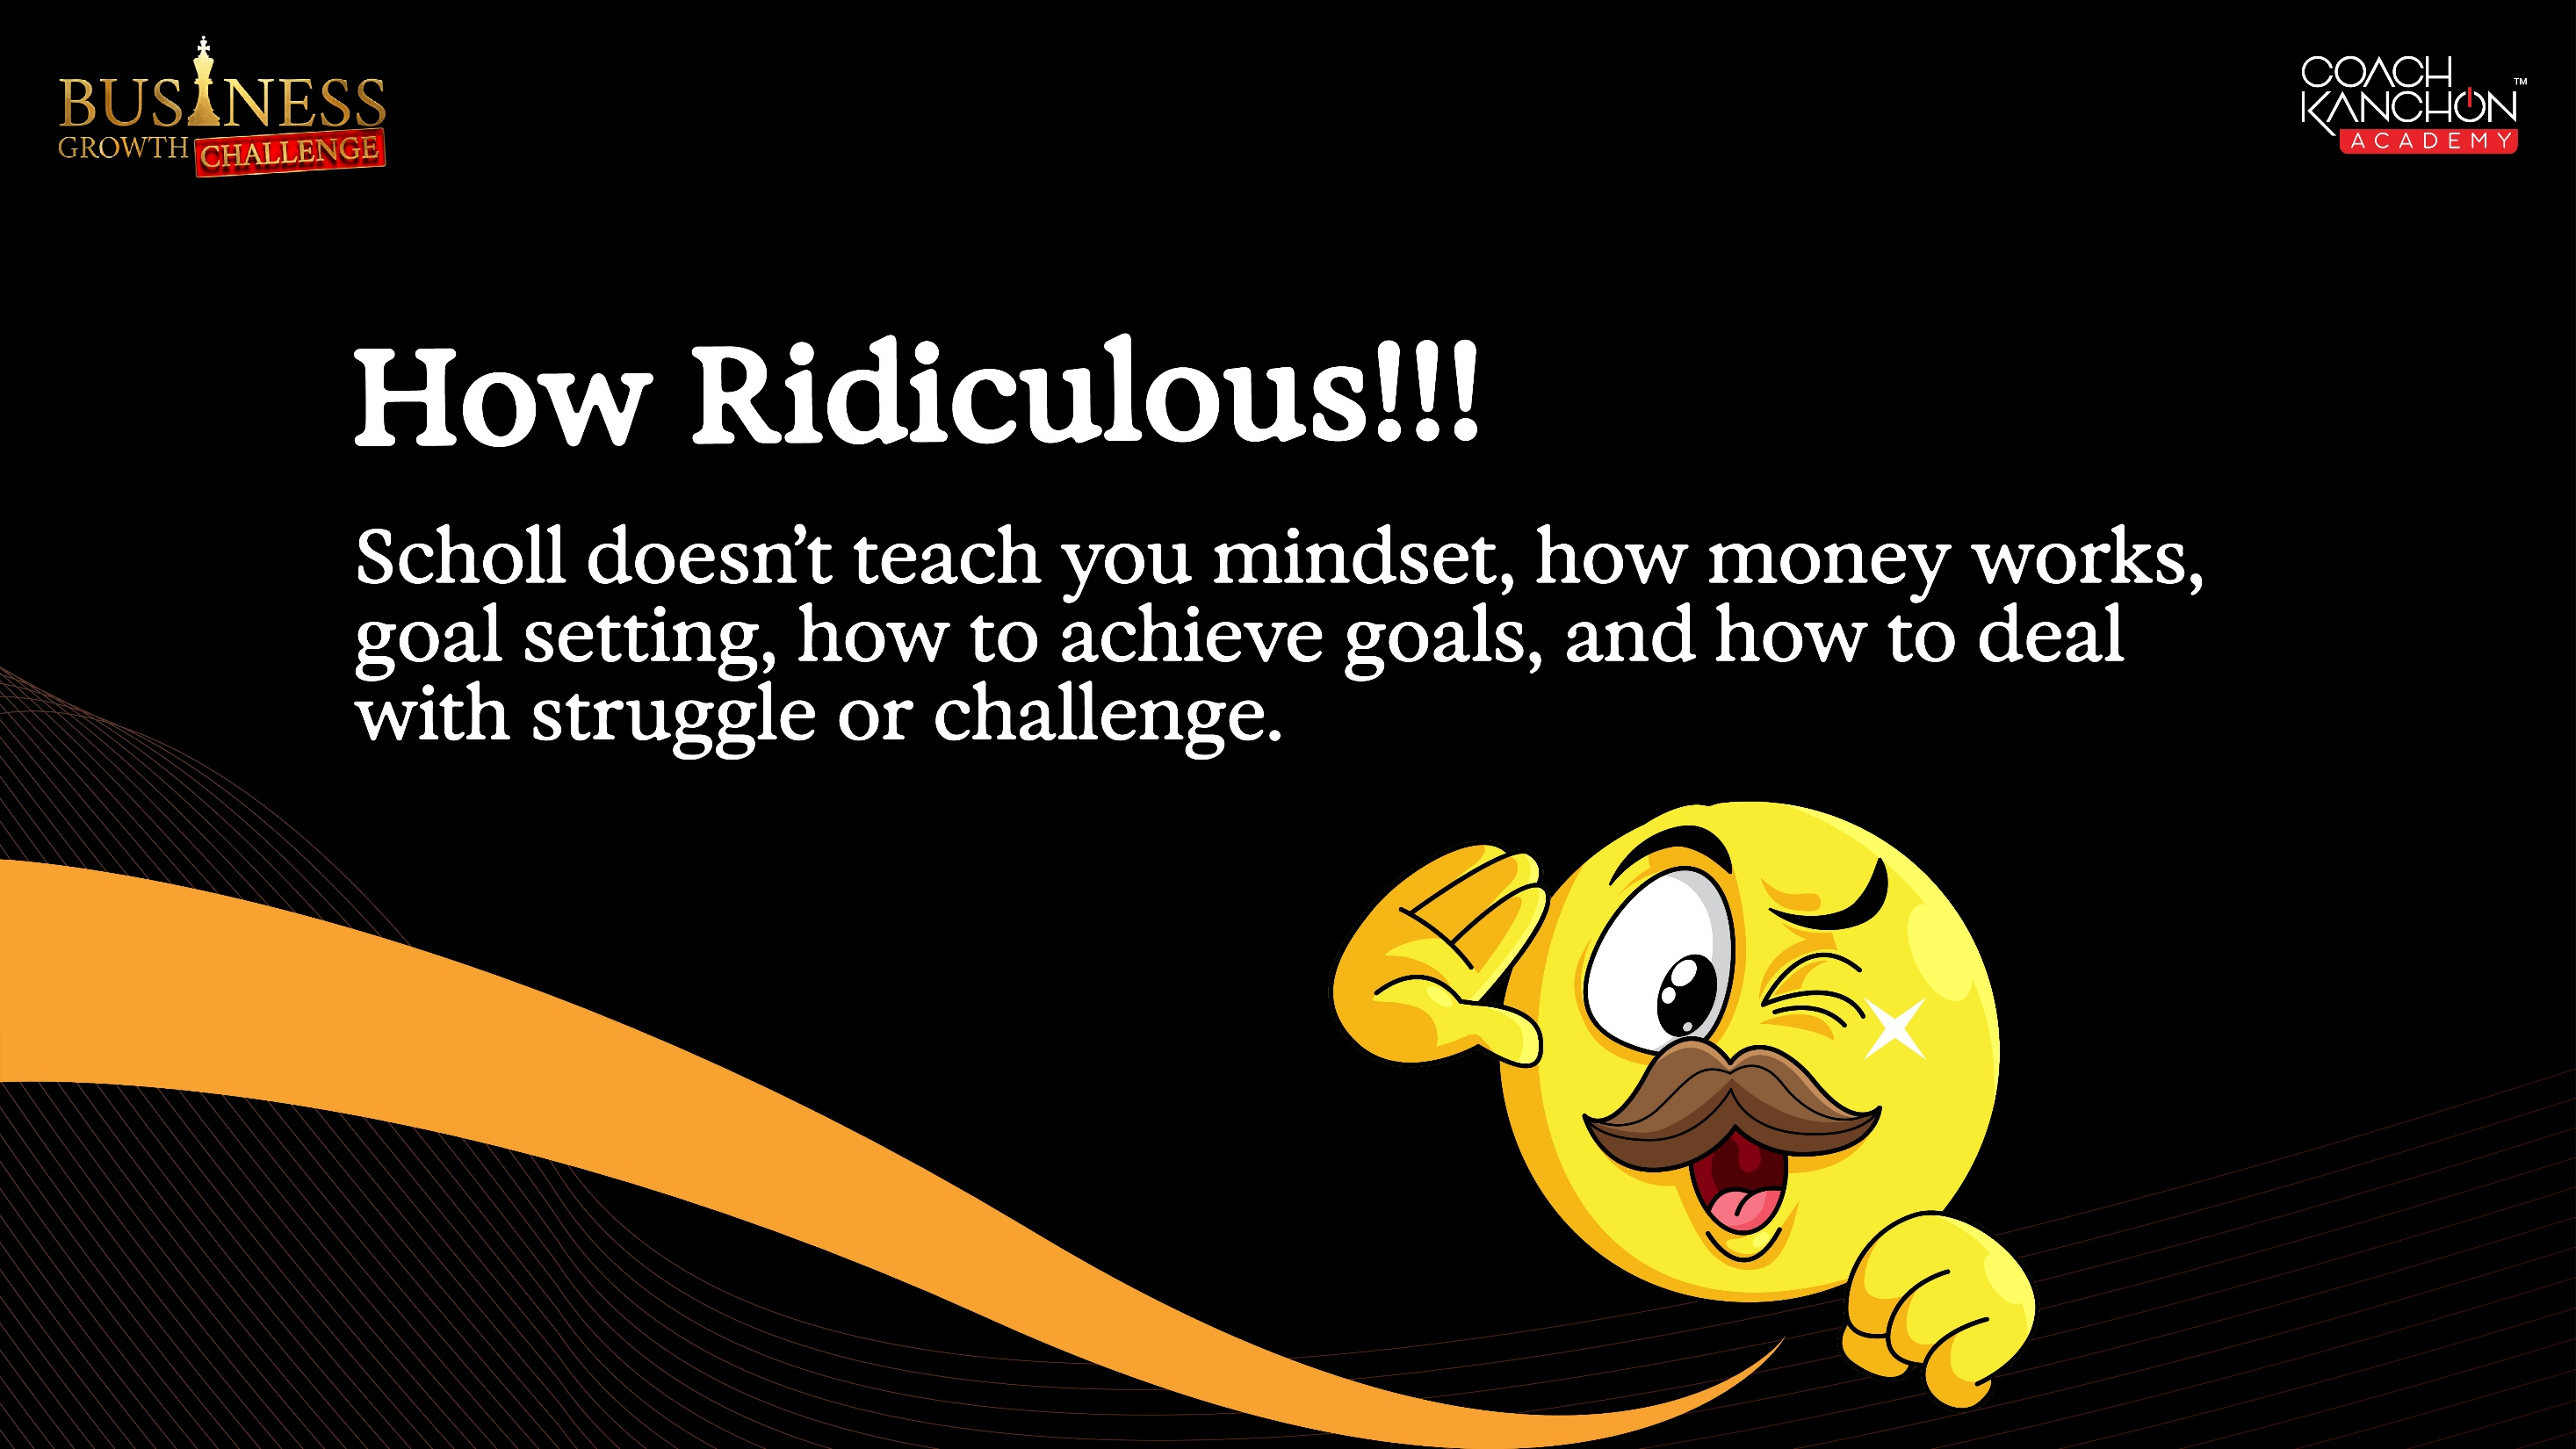 BUSINESS
GROWTH CHALLENGE
COACH
KANCHON™
ACADEMY
How Ridiculous!!!
Scholl doesn’t teach you mindset, how money works,
goal setting, how to achieve goals, and how to deal
with struggle or challenge.